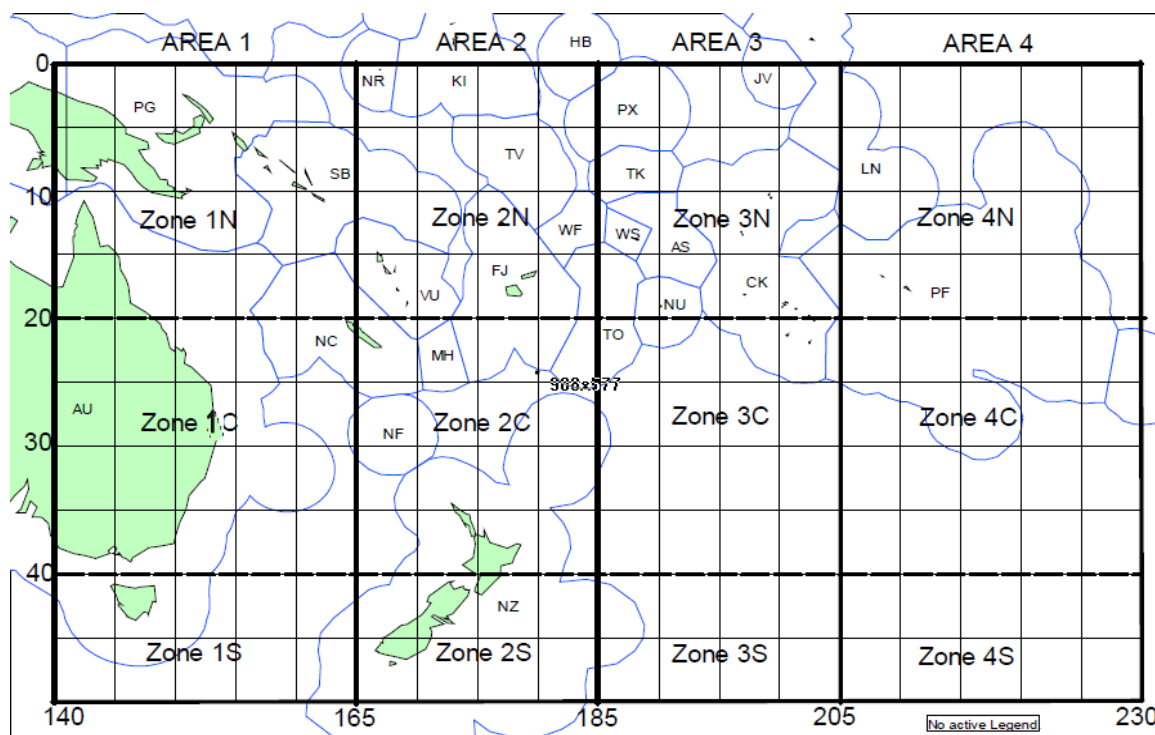 AREA 1 AREA 2 AREA 3 AREA 4
HB
0
NR KI JV
PG PX
TV
SB TK LN
10
Zone 1N Zone 2N Zone 3N Zone 4N
WF WS AS
FJ
VU NU CK PF
20
NC MH TO
988x577
AU Zone 1C Zone 2C Zone 3C Zone 4C
NF
30
40
NZ
Zone 1S Zone 2S Zone 3S Zone 4S
140 165 185 205 230
No active Legend